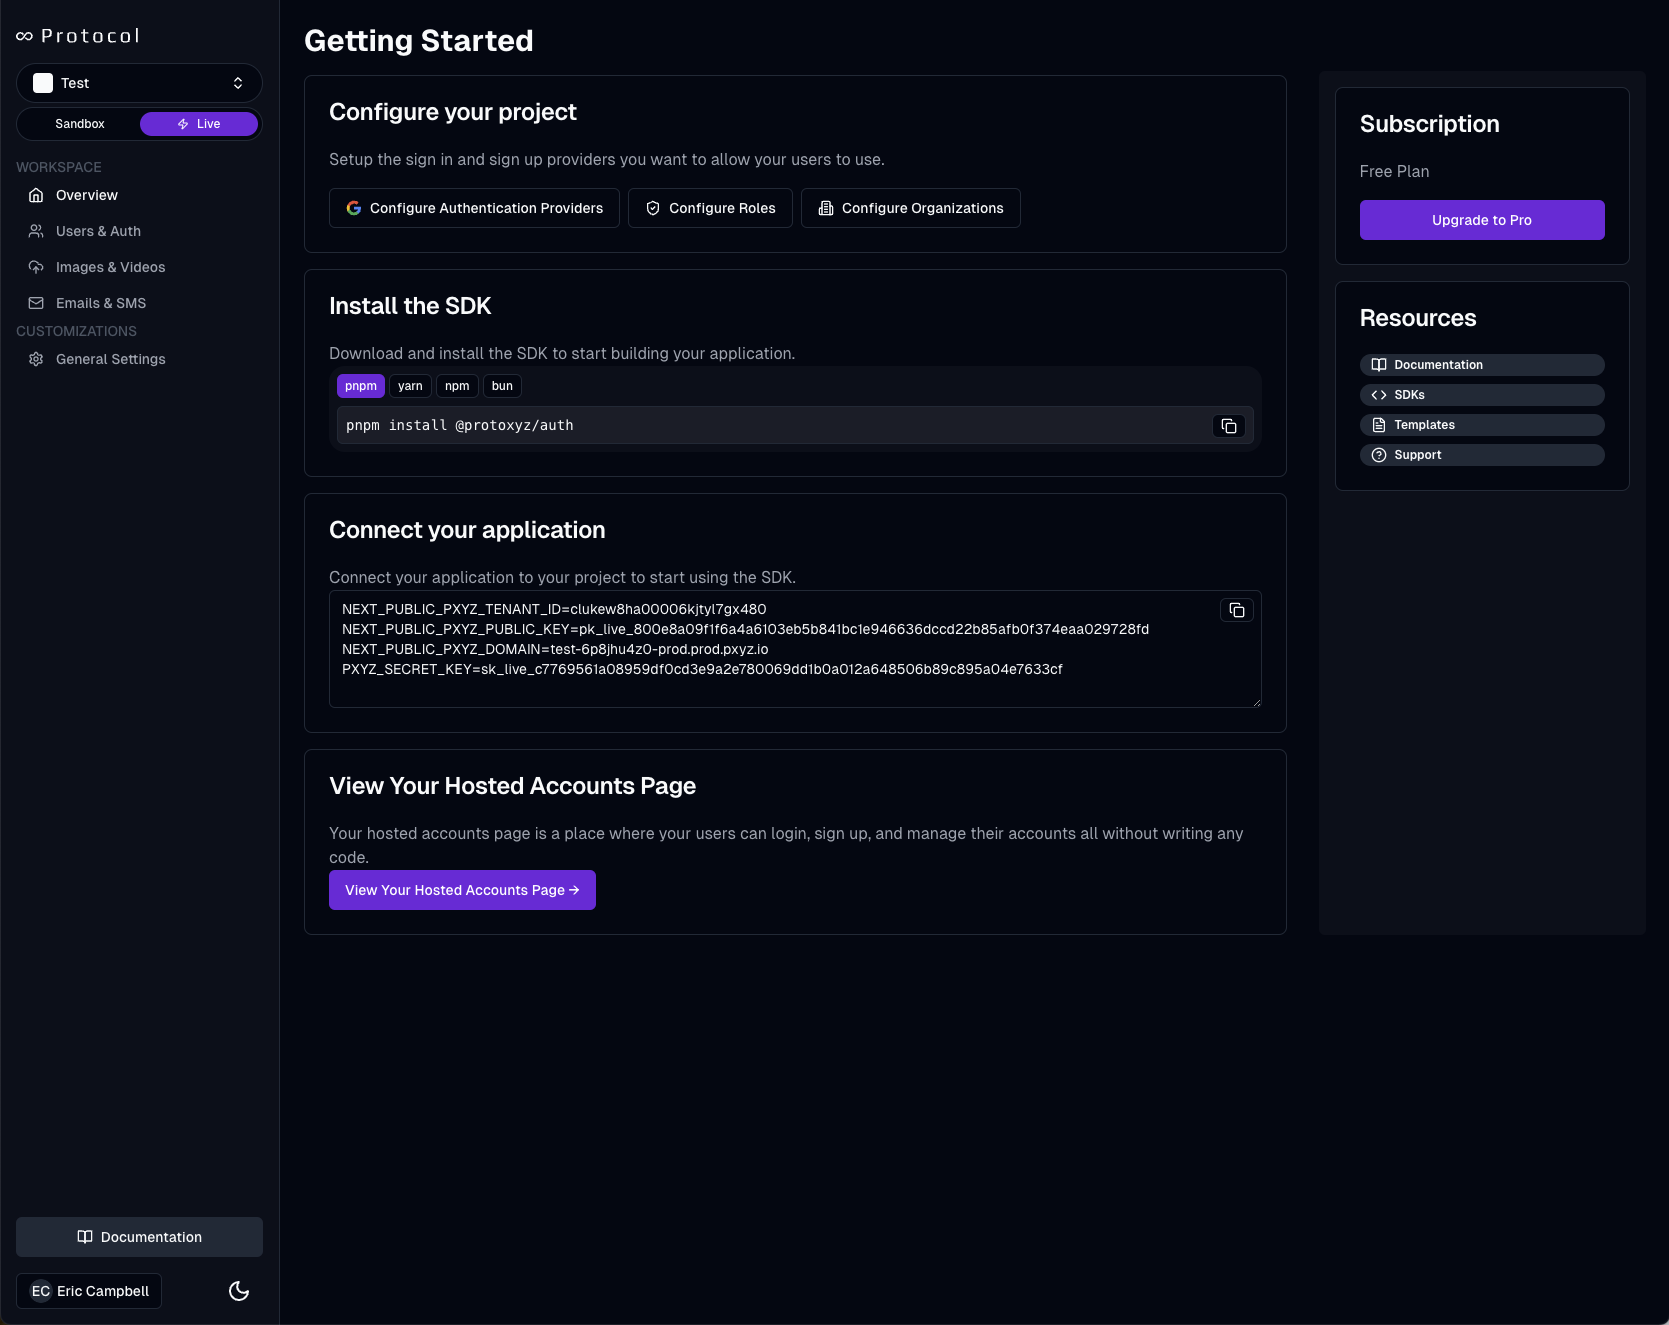 Protocol
Test
Sandbox
Live
WORKSPACE
Overview
Users & Auth
Images & Videos
Emails & SMS
CUSTOMIZATIONS
General Settings
Documentation
EC Eric Campbell
Getting Started
Configure your project
Setup the sign in and sign up providers you want to allow your users to use.
Configure Authentication Providers
Configure Roles
Configure Organizations
Install the SDK
Download and install the SDK to start building your application.
pnpm
yarn
npm
bun
pnpm install @protoxyz/auth
Connect your application
Connect your application to your project to start using the SDK.
NEXT_PUBLIC_PXYZ_TENANT_ID=clukew8ha00006kjtyl7gx480
NEXT_PUBLIC_PXYZ_PUBLIC_KEY=pk_live_800e8a09f1f6a4a6103eb5b841bc1e946636dccd22b85afb0f374eaa029728fd
NEXT_PUBLIC_PXYZ_DOMAIN=test-6p8jhu4z0-prod.prod.pxyz.io
PXYZ_SECRET_KEY=sk_live_c7769561a08959df0cd3e9a2e780069dd1b0a012a648506b89c895a04e7633cf
View Your Hosted Accounts Page
Your hosted accounts page is a place where your users can login, sign up, and manage their accounts all without writing any
code.
View Your Hosted Accounts Page →
Subscription
Free Plan
Upgrade to Pro
Resources
Documentation
SDKs
Templates
Support